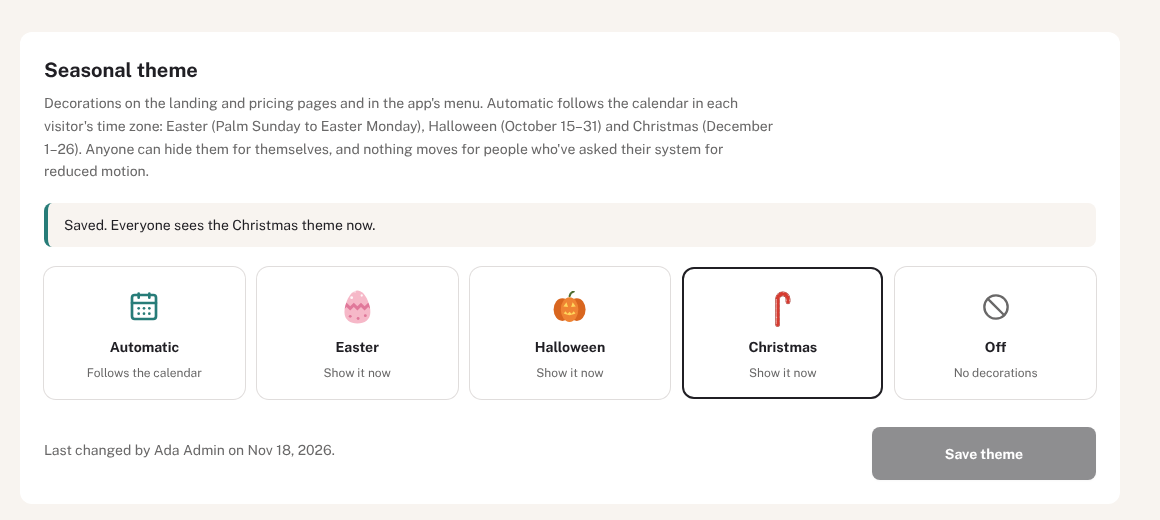 Seasonal theme
Decorations on the landing and pricing pages and in the app's menu. Automatic follows the calendar in each
visitor's time zone: Easter (Palm Sunday to Easter Monday), Halloween (October 15–31) and Christmas (December
1–26). Anyone can hide them for themselves, and nothing moves for people who've asked their system for
reduced motion.
Saved. Everyone sees the Christmas theme now.
Automatic
Follows the calendar
Easter
Show it now
Halloween
Show it now
Christmas
Show it now
Off
No decorations
Last changed by Ada Admin on Nov 18, 2026.
Save theme